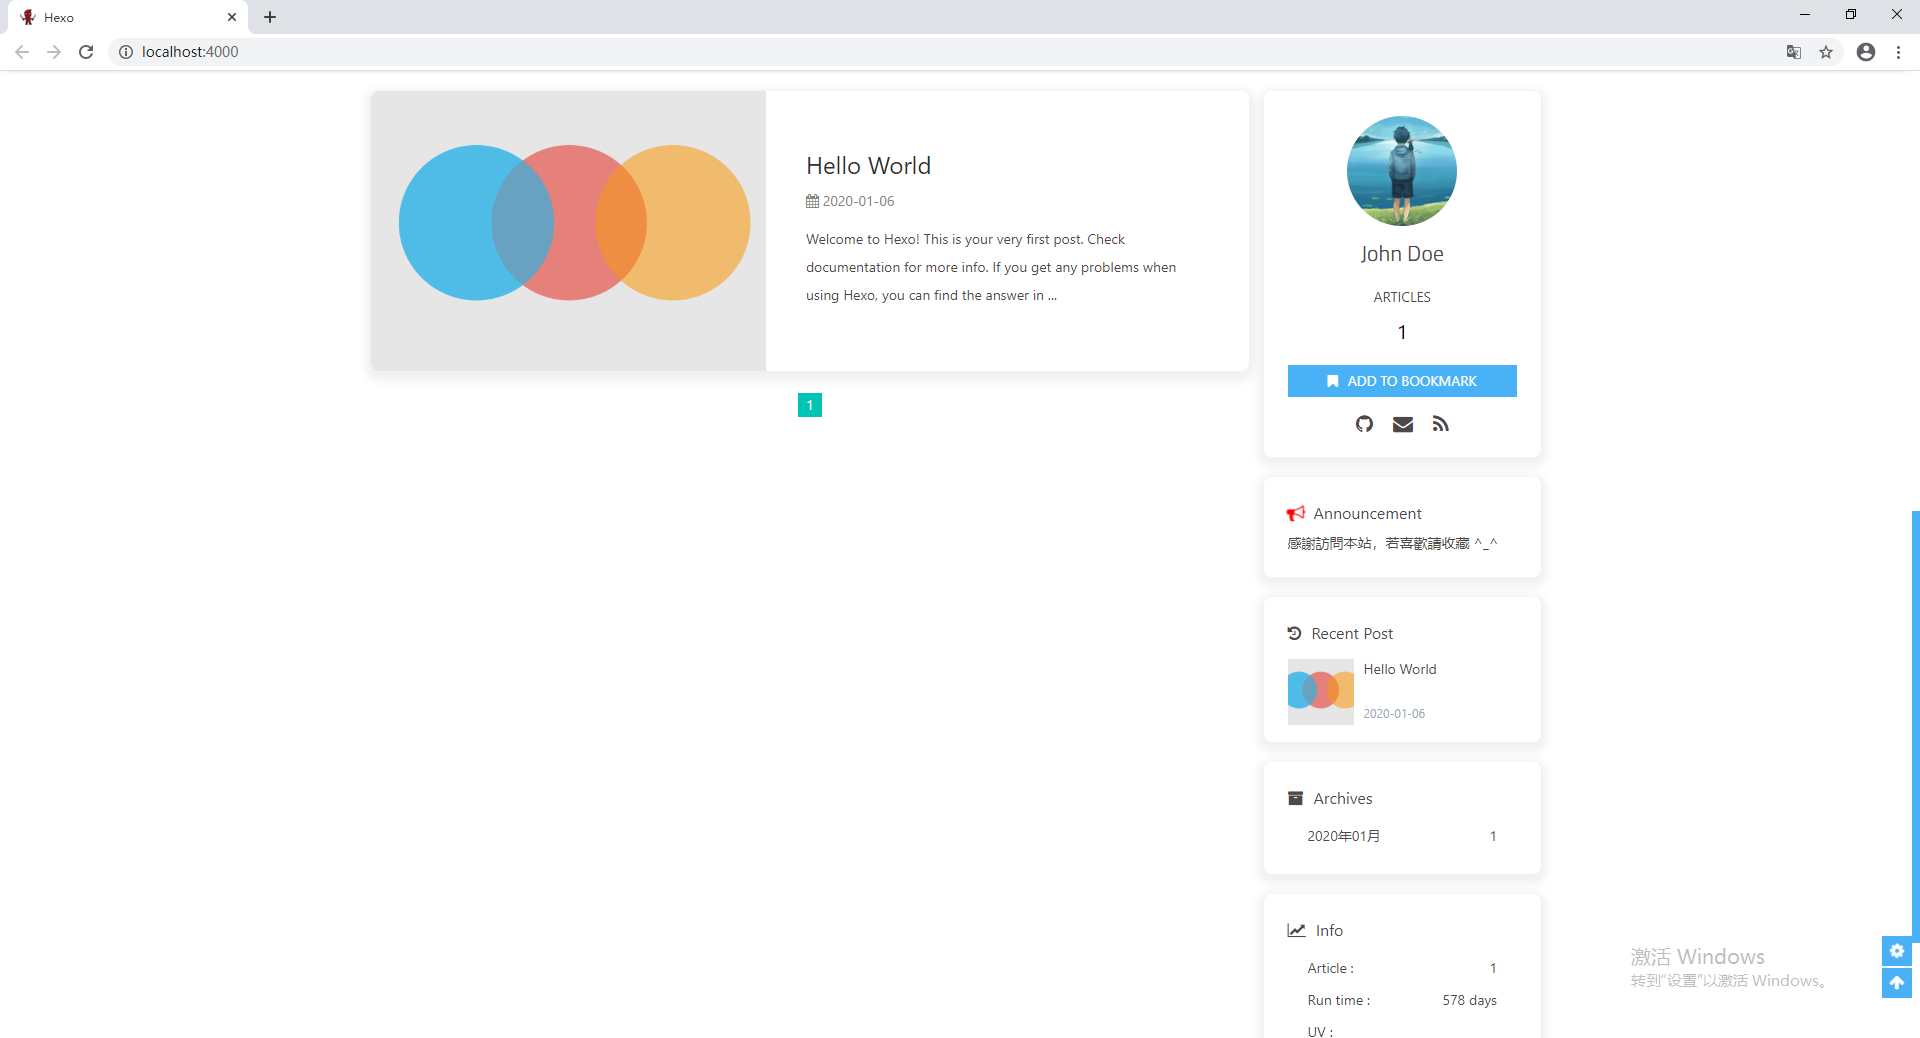 Hexo
localhost:4000
Hello World
2020-01-06
Welcome to Hexo! This is your very first post. Check
documentation for more info. If you get any problems when
using Hexo, you can find the answer in ...
1
John Doe
ARTICLES
1
ADD TO BOOKMARK
Announcement
感謝訪問本站，若喜歡請收藏 ^_^
Recent Post
Hello World
2020-01-06
Archives
2020年01月 1
Info
Article : 1
Run time : 578 days
UV :
激活 Windows
转到“设置”以激活 Windows。